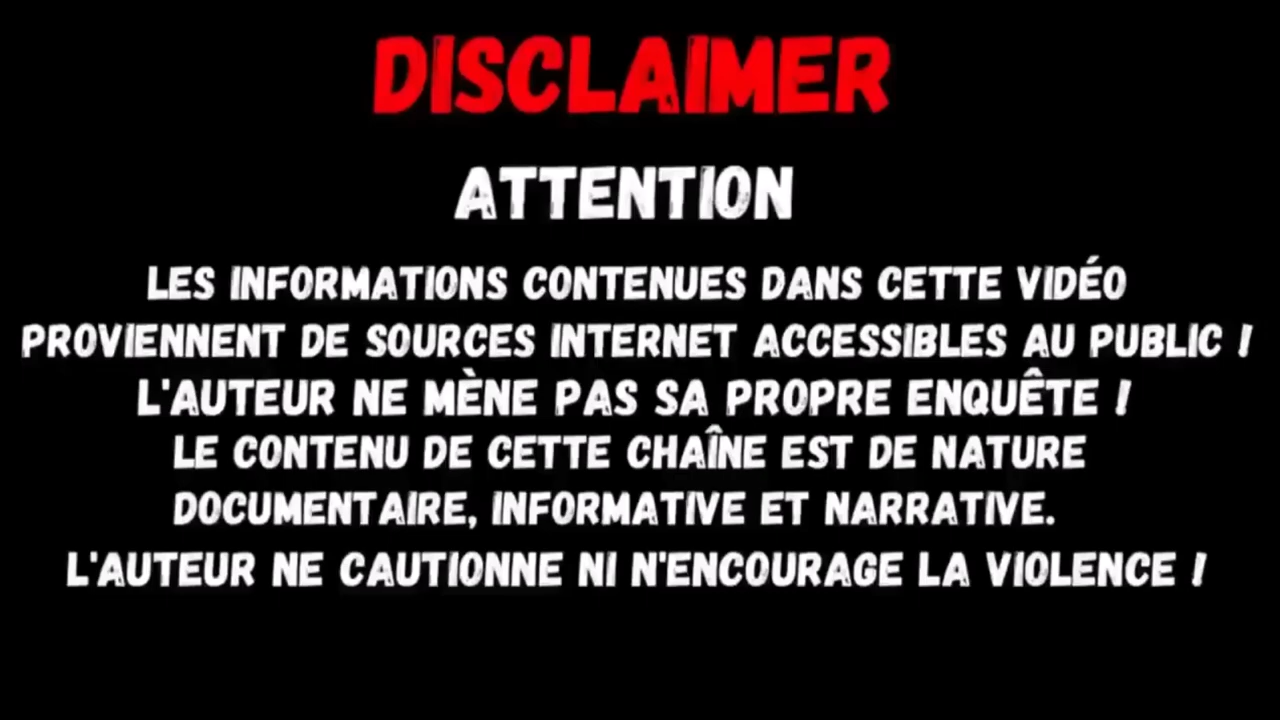 DISCLAIMER
ATTENTION
LES INFORMATIONS CONTENUES DANS CETTE VIDÉO
PROVIENNENT DE SOURCES INTERNET ACCESSIBLES AU PUBLIC !
L'AUTEUR NE MÈNE PAS SA PROPRE ENQUÊTE !
LE CONTENU DE CETTE CHAÎNE EST DE NATURE
DOCUMENTAIRE, INFORMATIVE ET NARRATIVE.
L'AUTEUR NE CAUTIONNE NI N'ENCOURAGE LA VIOLENCE !